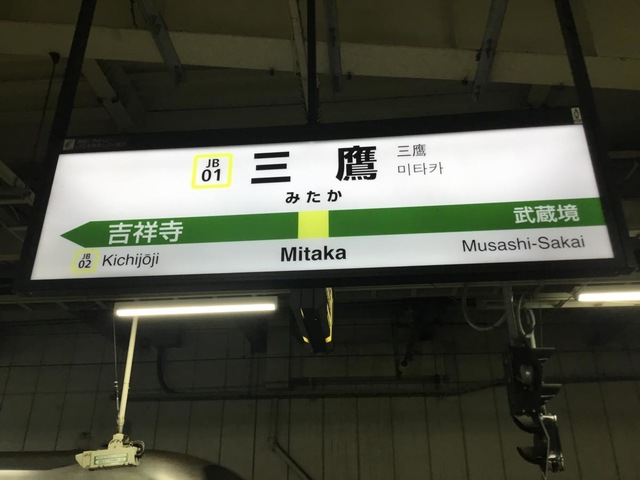 JB
01
三鷹
三鷹
미타카
みたか
吉祥寺
武蔵境
JB
02
Kichijōji
Mitaka
Musashi-Sakai